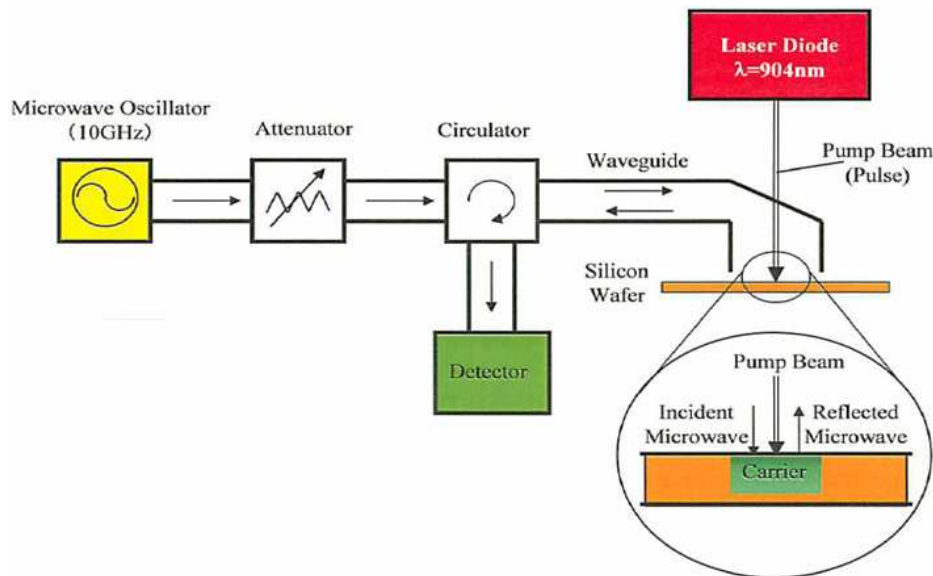 Laser Diode
λ=904nm
Microwave Oscillator
(10GHz)
Attenuator
Circulator
Waveguide
Pump Beam
(Pulse)
Silicon
Wafer
Detector
Pump Beam
Incident
Microwave
Reflected
Microwave
Carrier